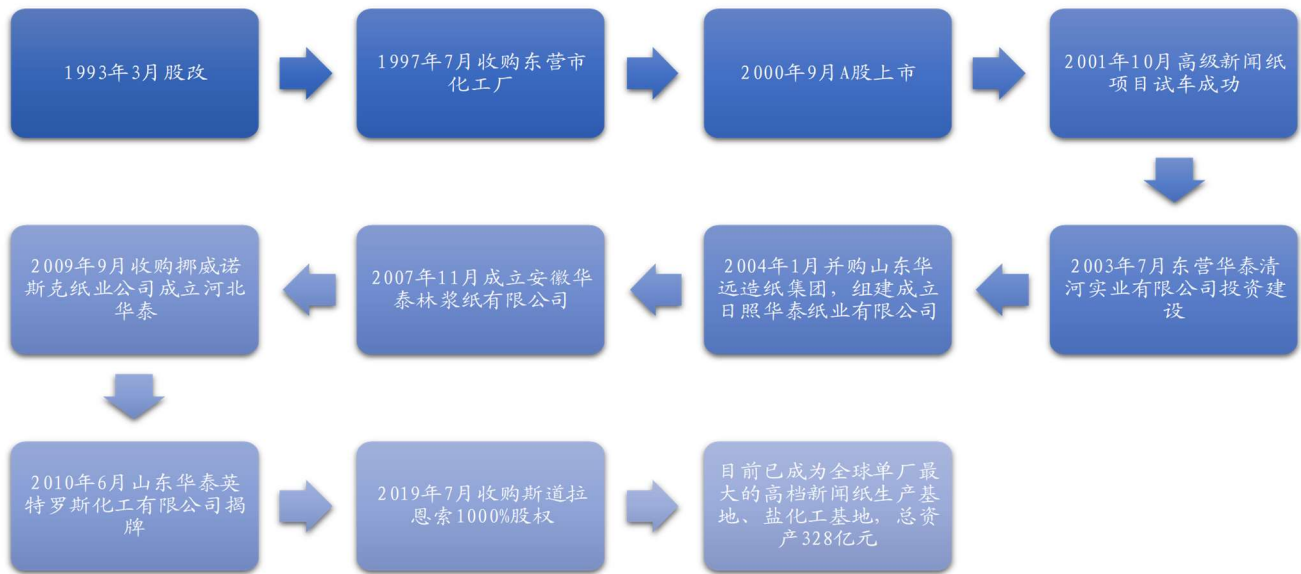 1993年3月股改
1997年7月收购东营市
化工厂
2000年9月A股上市
2001年10月高级新闻纸
项目试车成功
2003年7月东营华泰清
河实业有限公司投资建
设
2004年1月并购山东华
远造纸集团，组建成立
日照华泰纸业有限公司
2007年11月成立安徽华
泰林浆纸有限公司
2009年9月收购挪威诺
斯克纸业公司成立河北
华泰
2010年6月山东华泰英
特罗斯化工有限公司揭
牌
2019年7月收购斯道拉
恩索1000%股权
目前已成为全球单厂最
大的高档新闻纸生产基
地、盐化工基地，总资
产328亿元